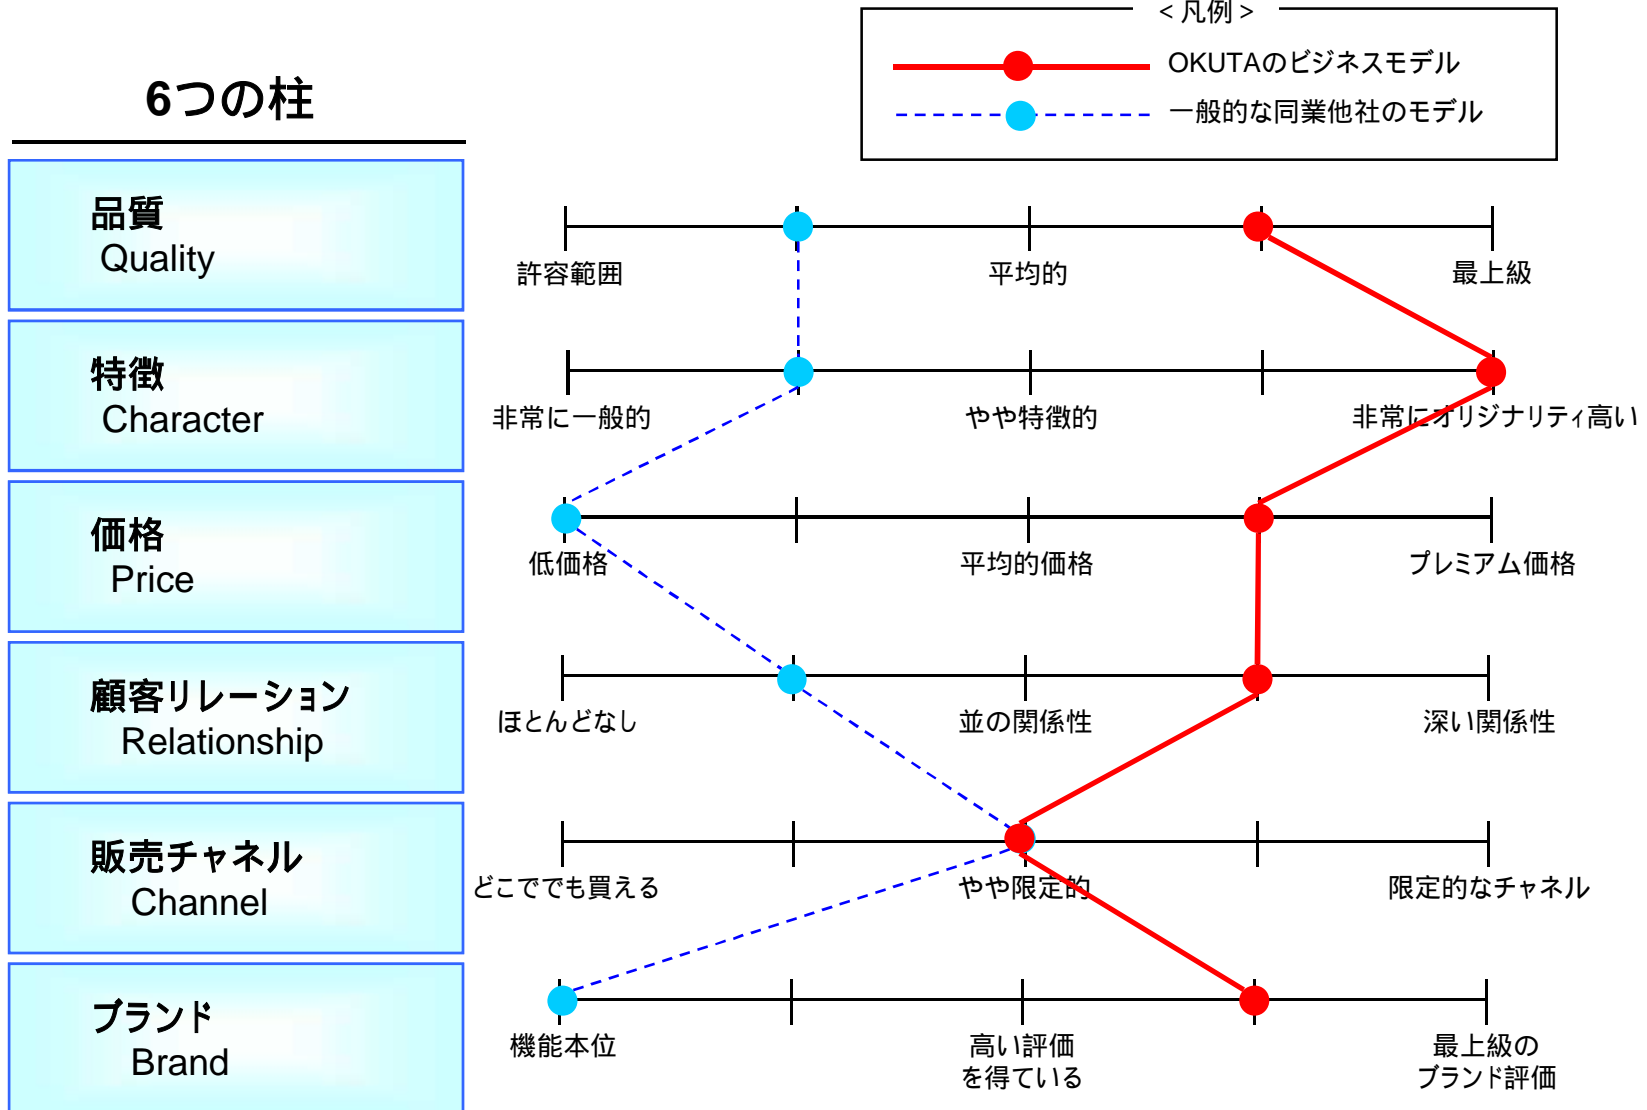 <凡例>
OKUTAのビジネスモデル
一般的な同業他社のモデル
6つの柱
品質
Quality
許容範囲 平均的 最上級
特徴
Character
非常に一般的 やや特徴的 非常にオリジナリティ高い
価格
Price
低価格 平均的価格 プレミアム価格
顧客リレーション
Relationship
ほとんどなし 並の関係性 深い関係性
販売チャネル
Channel
どこででも買える やや限定的 限定的なチャネル
ブランド
Brand
機能本位 高い評価 最上級の
を得ている ブランド評価